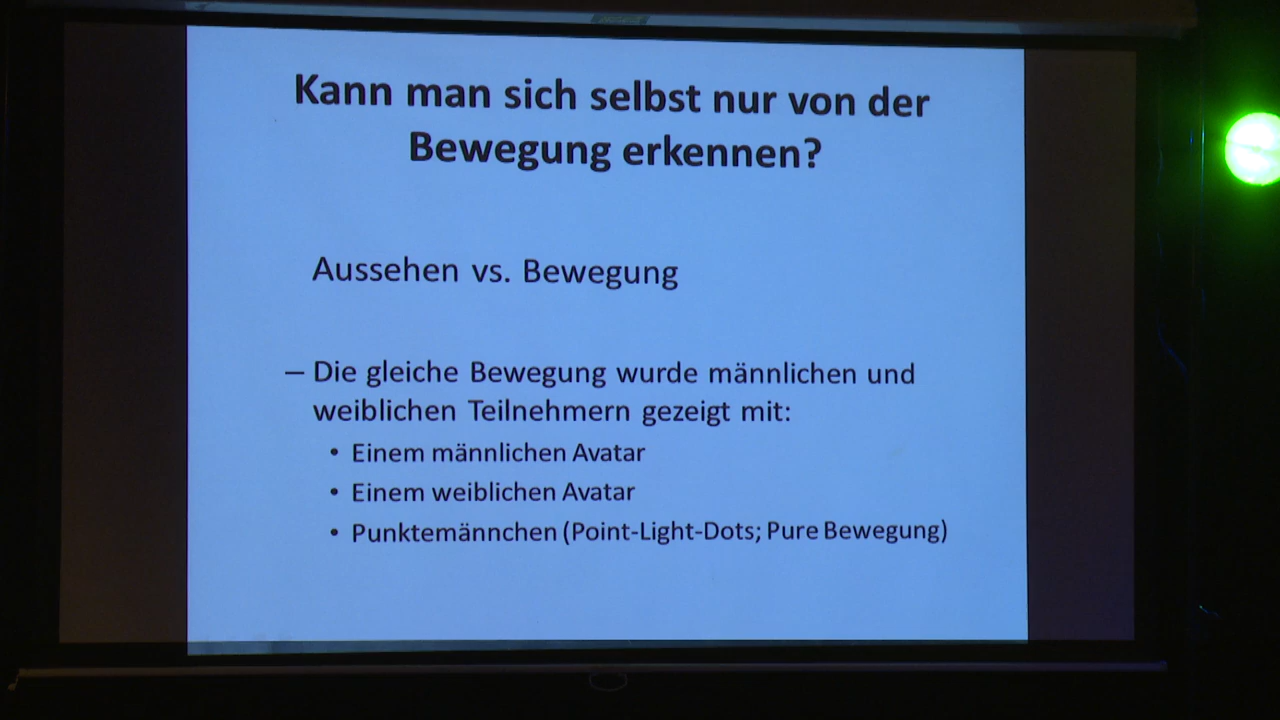 Kann man sich selbst nur von der
Bewegung erkennen?
Aussehen vs. Bewegung
– Die gleiche Bewegung wurde männlichen und
weiblichen Teilnehmern gezeigt mit:
• Einem männlichen Avatar
• Einem weiblichen Avatar
• Punktemännchen (Point-Light-Dots; Pure Bewegung)